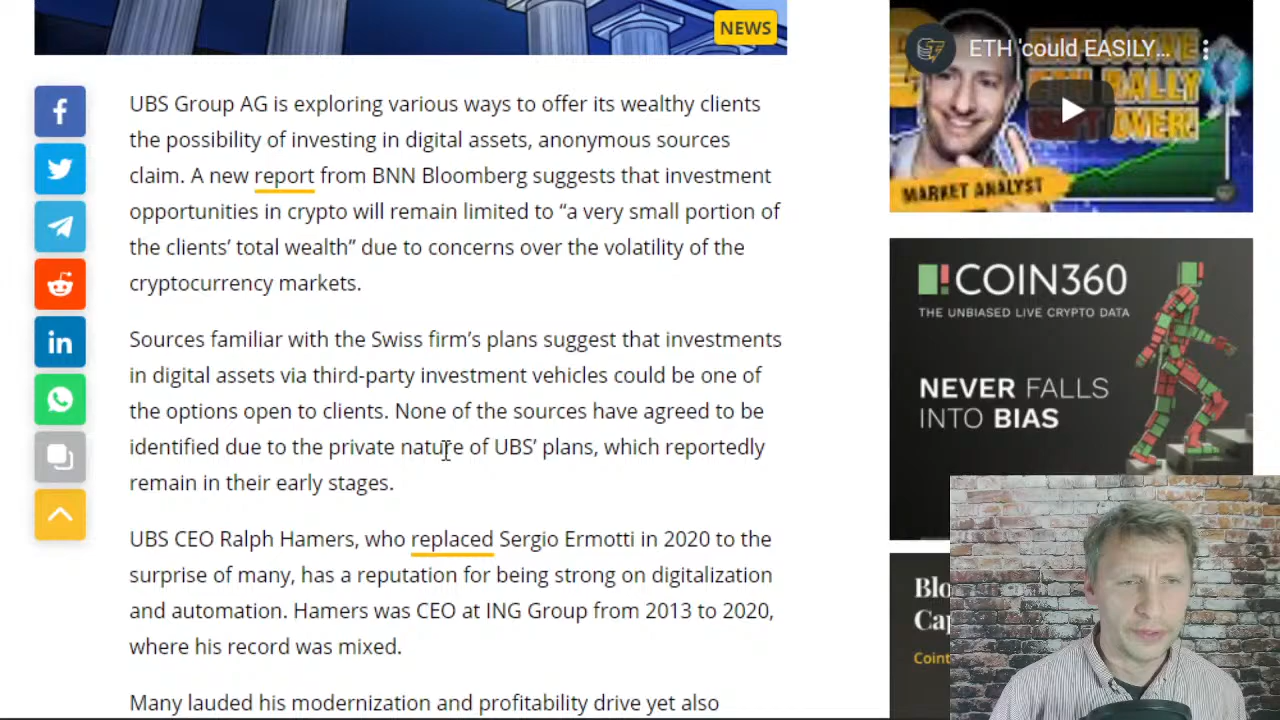 NEWS
UBS Group AG is exploring various ways to offer its wealthy clients
the possibility of investing in digital assets, anonymous sources
claim. A new report from BNN Bloomberg suggests that investment
opportunities in crypto will remain limited to “a very small portion of
the clients’ total wealth” due to concerns over the volatility of the
cryptocurrency markets.
Sources familiar with the Swiss firm’s plans suggest that investments
in digital assets via third-party investment vehicles could be one of
the options open to clients. None of the sources have agreed to be
identified due to the private nature of UBS’ plans, which reportedly
remain in their early stages.
UBS CEO Ralph Hamers, who replaced Sergio Ermotti in 2020 to the
surprise of many, has a reputation for being strong on digitalization
and automation. Hamers was CEO at ING Group from 2013 to 2020,
where his record was mixed.
Many lauded his modernization and profitability drive yet also
ETH 'could EASILY...
OVER!
MARKET ANALYST
COIN360
THE UNBIASED LIVE CRYPTO DATA
NEVER FALLS
INTO BIAS
Blo
Cap
Coint